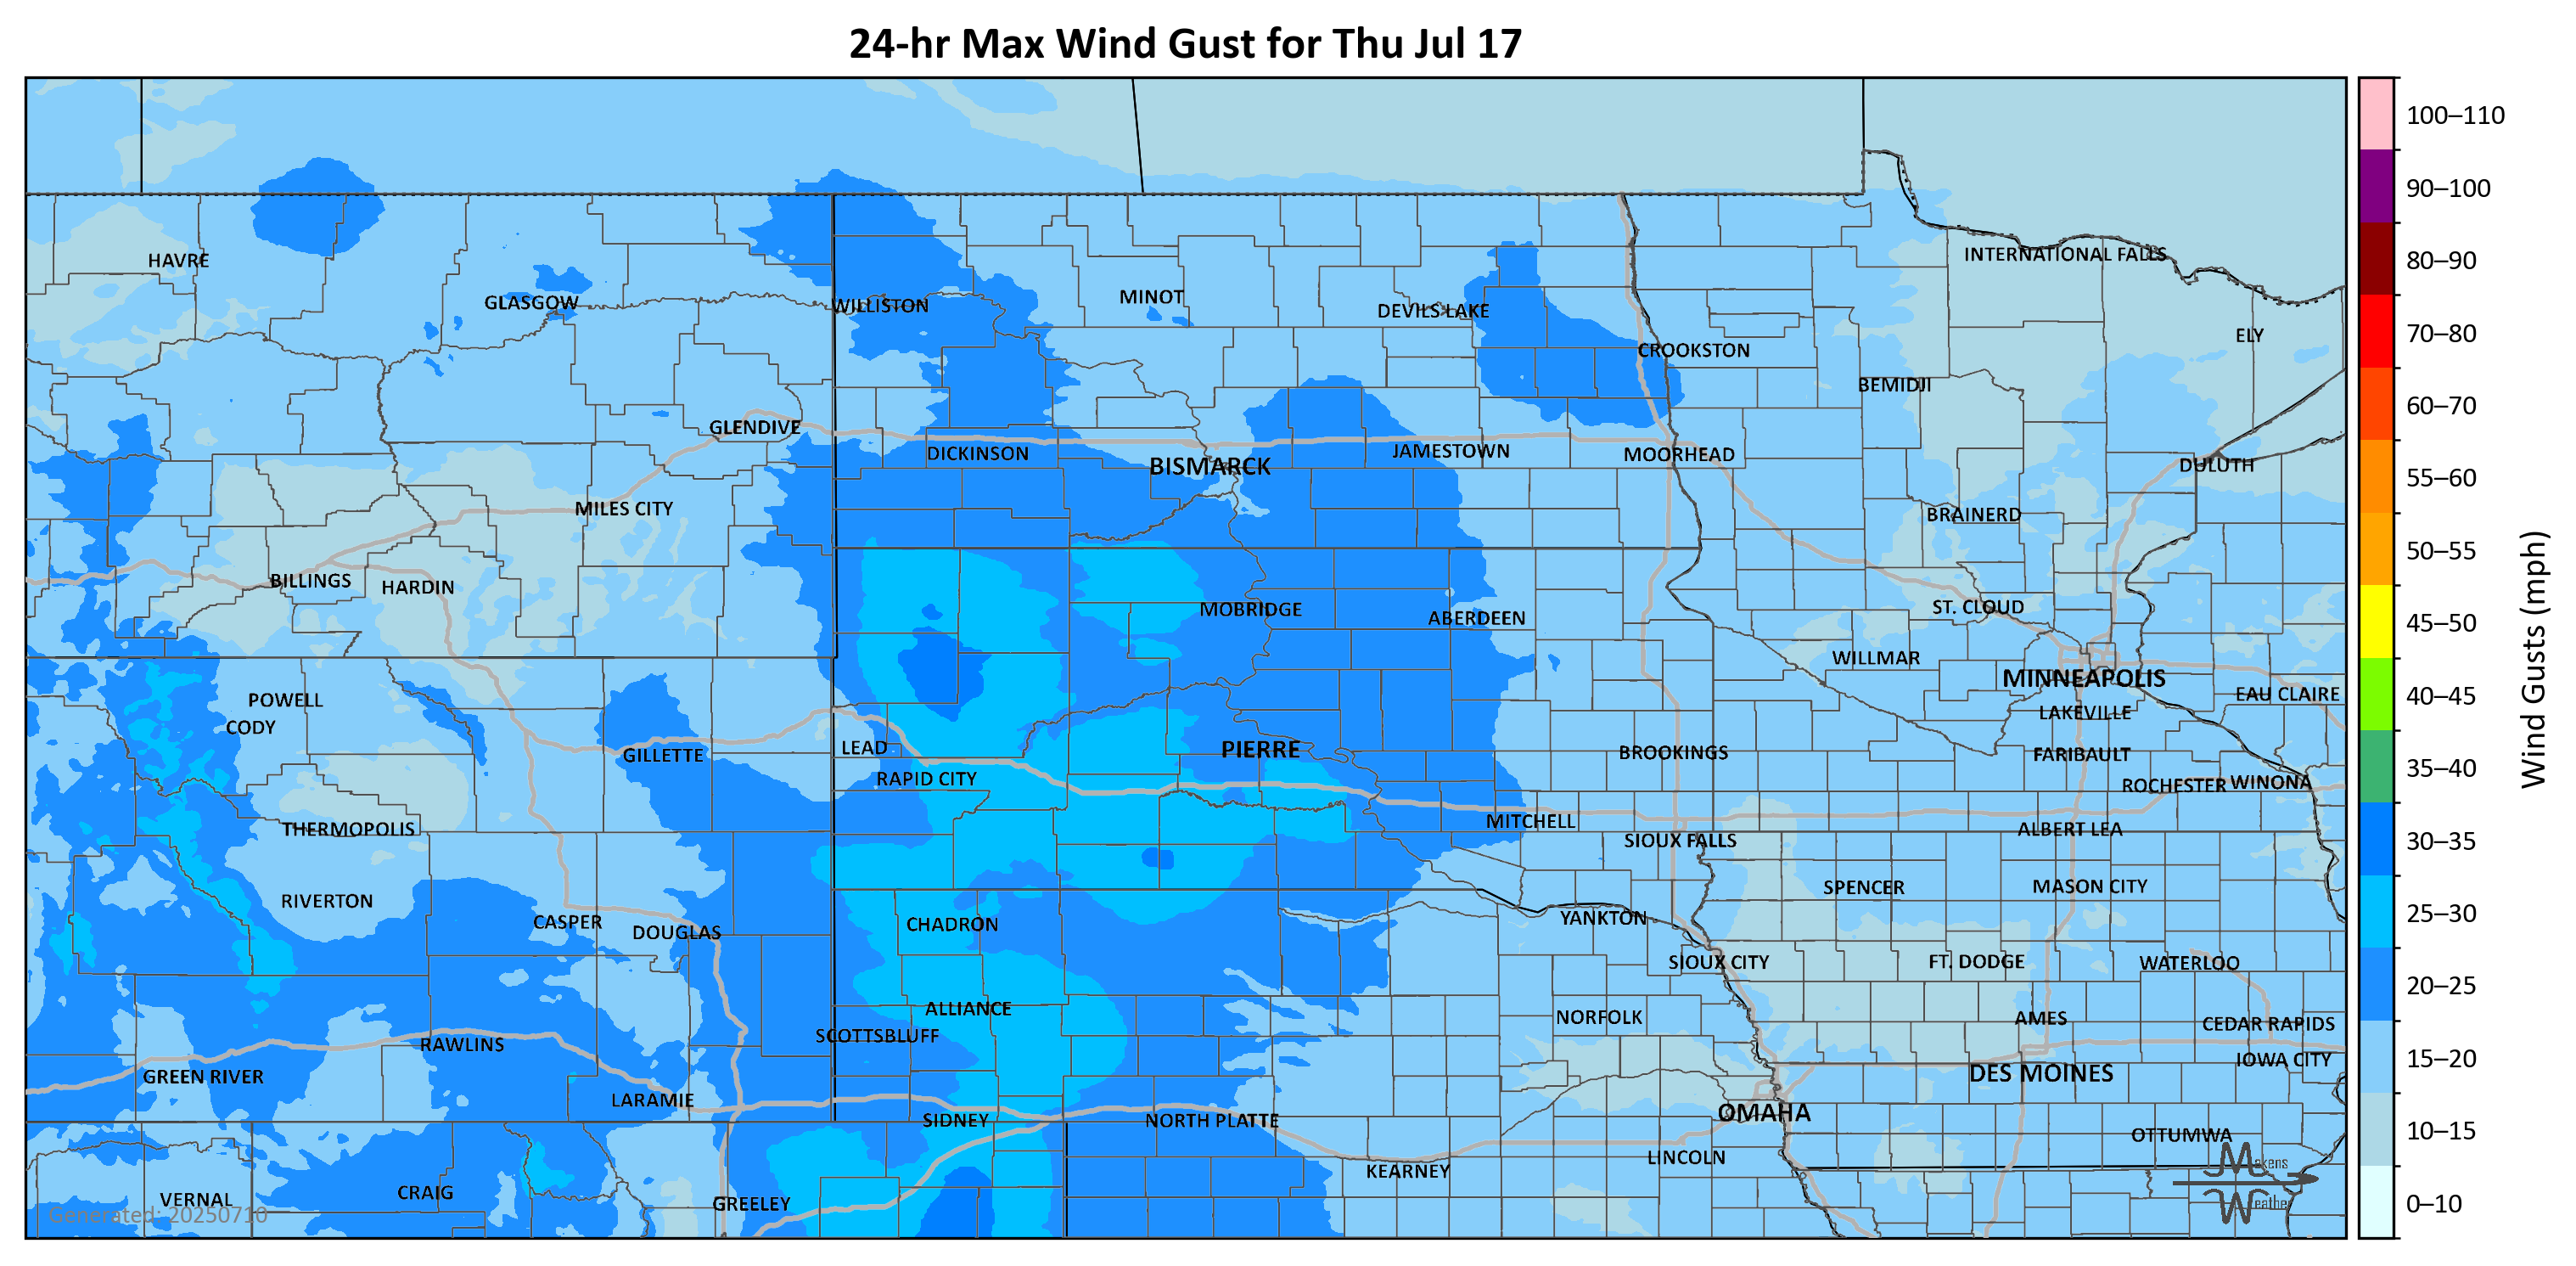 24-hr Max Wind Gust for Thu Jul 17
100–110
90–100
80–90
70–80
60–70
55–60
50–55
45–50
40–45
35–40
30–35
25–30
20–25
15–20
10–15
0–10
Wind Gusts (mph)
HAVRE
INTERNATIONAL FALLS
GLASGOW
WILLISTON
MINOT
DEVILS LAKE
ELY
CROOKSTON
BEMIDJI
GLENDIVE
DICKINSON
BISMARCK
JAMESTOWN
MOORHEAD
DULUTH
MILES CITY
BRAINERD
BILLINGS
HARDIN
MOBRIDGE
ABERDEEN
ST. CLOUD
WILLMAR
MINNEAPOLIS
POWELL
EAU CLAIRE
CODY
LAKEVILLE
GILLETTE
LEAD
PIERRE
BROOKINGS
FARIBAULT
RAPID CITY
ROCHESTER
WINONA
THERMOPOLIS
MITCHELL
SIOUX FALLS
ALBERT LEA
RIVERTON
SPENCER
MASON CITY
CASPER
DOUGLAS
CHADRON
YANKTON
SIOUX CITY
FT. DODGE
WATERLOO
ALLIANCE
NORFOLK
AMES
CEDAR RAPIDS
SCOTTSBLUFF
RAWLINS
IOWA CITY
GREEN RIVER
DES MOINES
LARAMIE
SIDNEY
NORTH PLATTE
OMAHA
OTTUMWA
KEARNEY
LINCOLN
VERNAL
CRAIG
GREELEY
Generated: 20250710
Makens
Weather